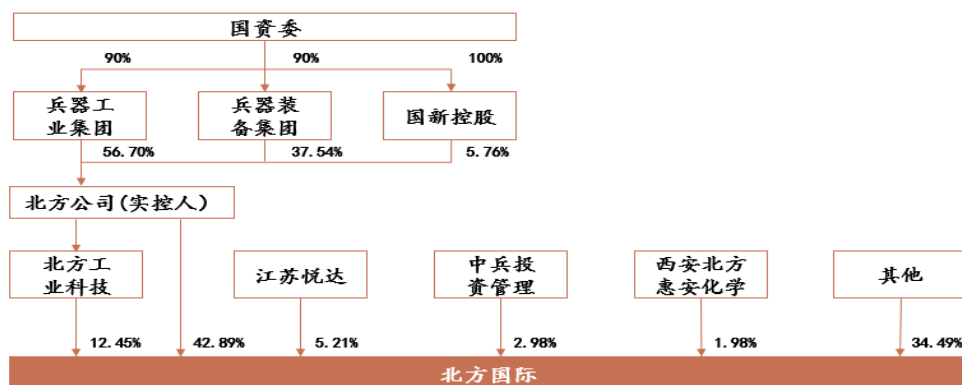 国资委
90%
90%
100%
兵器工
业集团
兵器装
备集团
国新控股
56.70%
37.54%
5.76%
北方公司(实控人)
北方工
业科技
江苏悦达
中兵投
资管理
西安北方
惠安化学
其他
12.45%
42.89%
5.21%
2.98%
1.98%
34.49%
北方国际